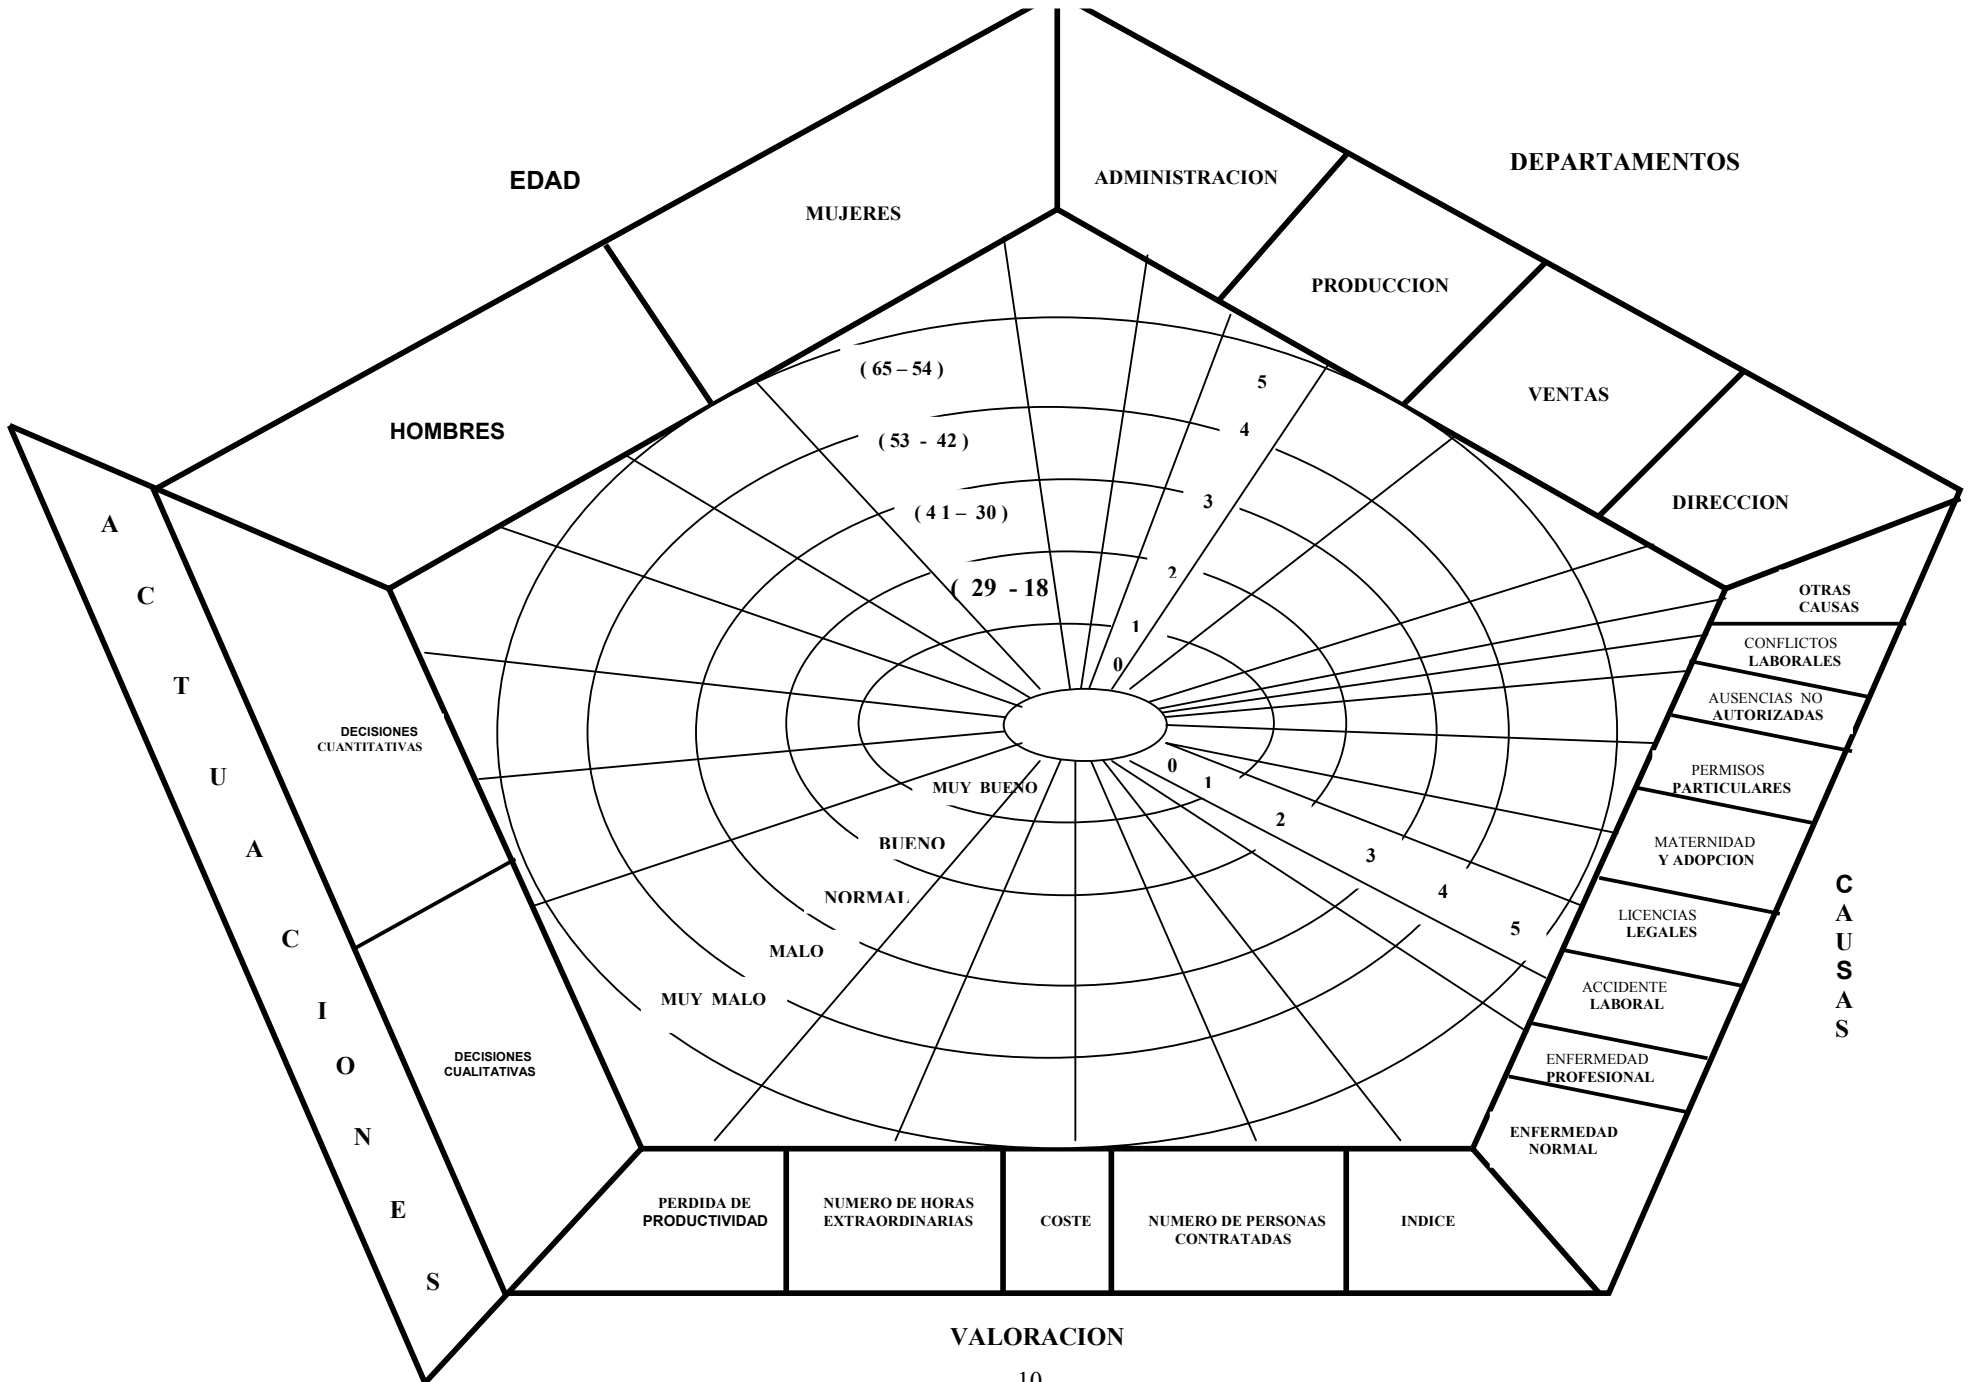 EDAD
DEPARTAMENTOS
ADMINISTRACION
MUJERES
PRODUCCION
VENTAS
HOMBRES
DIRECCION
( 65 – 54 )
( 53 - 42 )
( 4 1 – 30 )
( 29 - 18
5
4
3
2
1
0
A
C
T
U
A
C
I
O
N
E
S
DECISIONES
CUANTITATIVAS
DECISIONES
CUALITATIVAS
MUY BUENO
BUENO
NORMAL
MALO
MUY MALO
0
1
2
3
4
5
OTRAS
CAUSAS
CONFLICTOS
LABORALES
AUSENCIAS NO
AUTORIZADAS
PERMISOS
PARTICULARES
MATERNIDAD
Y ADOPCION
LICENCIAS
LEGALES
ACCIDENTE
LABORAL
ENFERMEDAD
PROFESIONAL
ENFERMEDAD
NORMAL
C
A
U
S
A
S
PERDIDA DE
PRODUCTIVIDAD
NUMERO DE HORAS
EXTRAORDINARIAS
COSTE
NUMERO DE PERSONAS
CONTRATADAS
INDICE
VALORACION
10